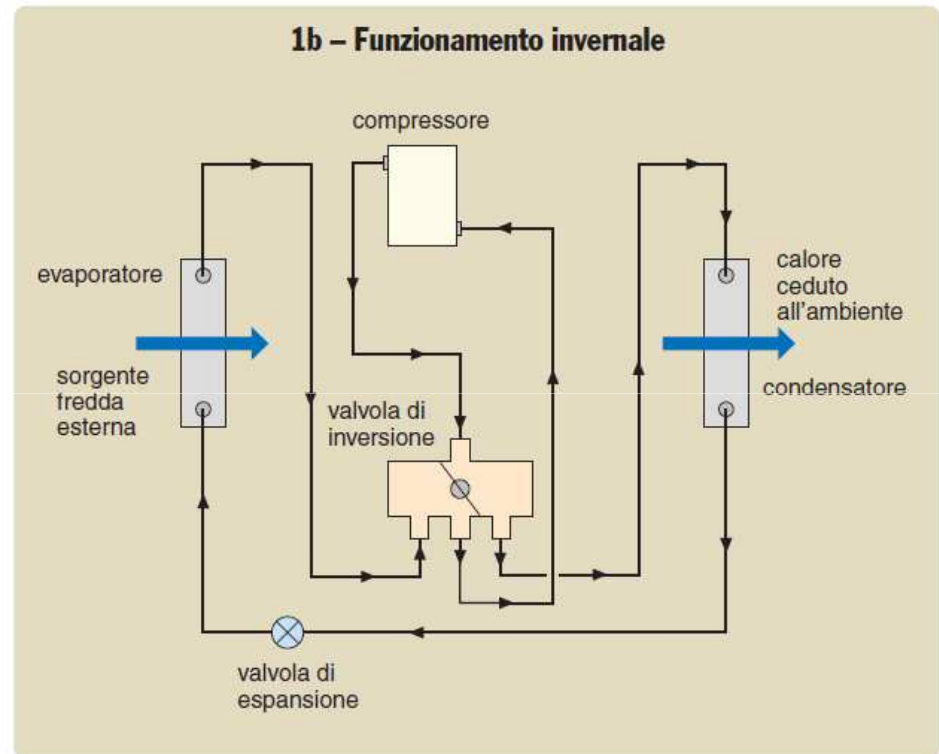 1b – Funzionamento invernale
compressore
evaporatore
sorgente
fredda
esterna
valvola di
inversione
calore
ceduto
all'ambiente
condensatore
valvola di
espansione